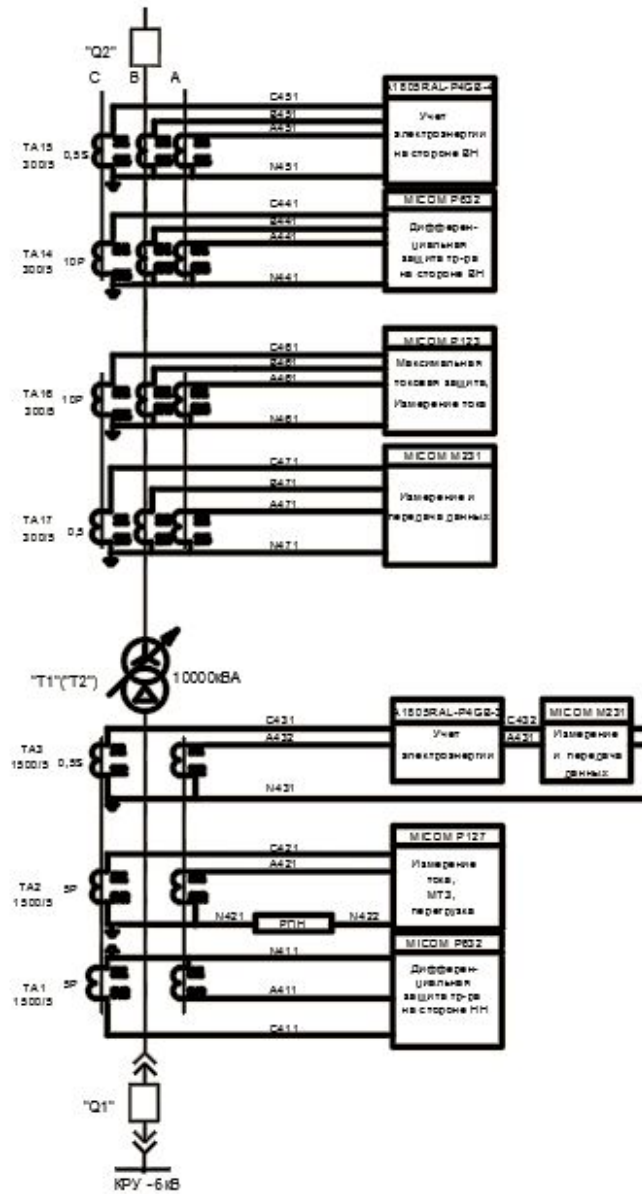 "Q2"
C B A
C451
B451
A451
N451
TA15
300/5
0,5S
A1805RAL-P4GB-4
Учет
электроэнергии
на стороне ВН
C441
B441
A441
N441
TA14
300/5
10P
MICOM P632
Дифферен-
циальная
защита тр-ра
на стороне ВН
C461
B461
A461
N461
TA16
300/5
10P
MICOM P123
Максимальная
токовая защита,
Измерение тока
C471
B471
A471
N471
TA17
300/5
0,5
MICOM M231
Измерение и
передача данных
"T1"("T2")
10000кВА
C431
A432
N431
TA3
1500/5
0,5S
Учет
электроэнергии
C432
A431
MICOM M231
Измерение
и передача
данных
C421
A421
N421
РПН
N422
TA2
1500/5
5P
MICOM P127
Измерение
тока,
МТЗ,
перегрузка
N411
A411
C411
TA1
1500/5
5P
MICOM P632
Дифферен-
циальная
защита тр-ра
на стороне НН
"Q1"
КРУ -6кВ